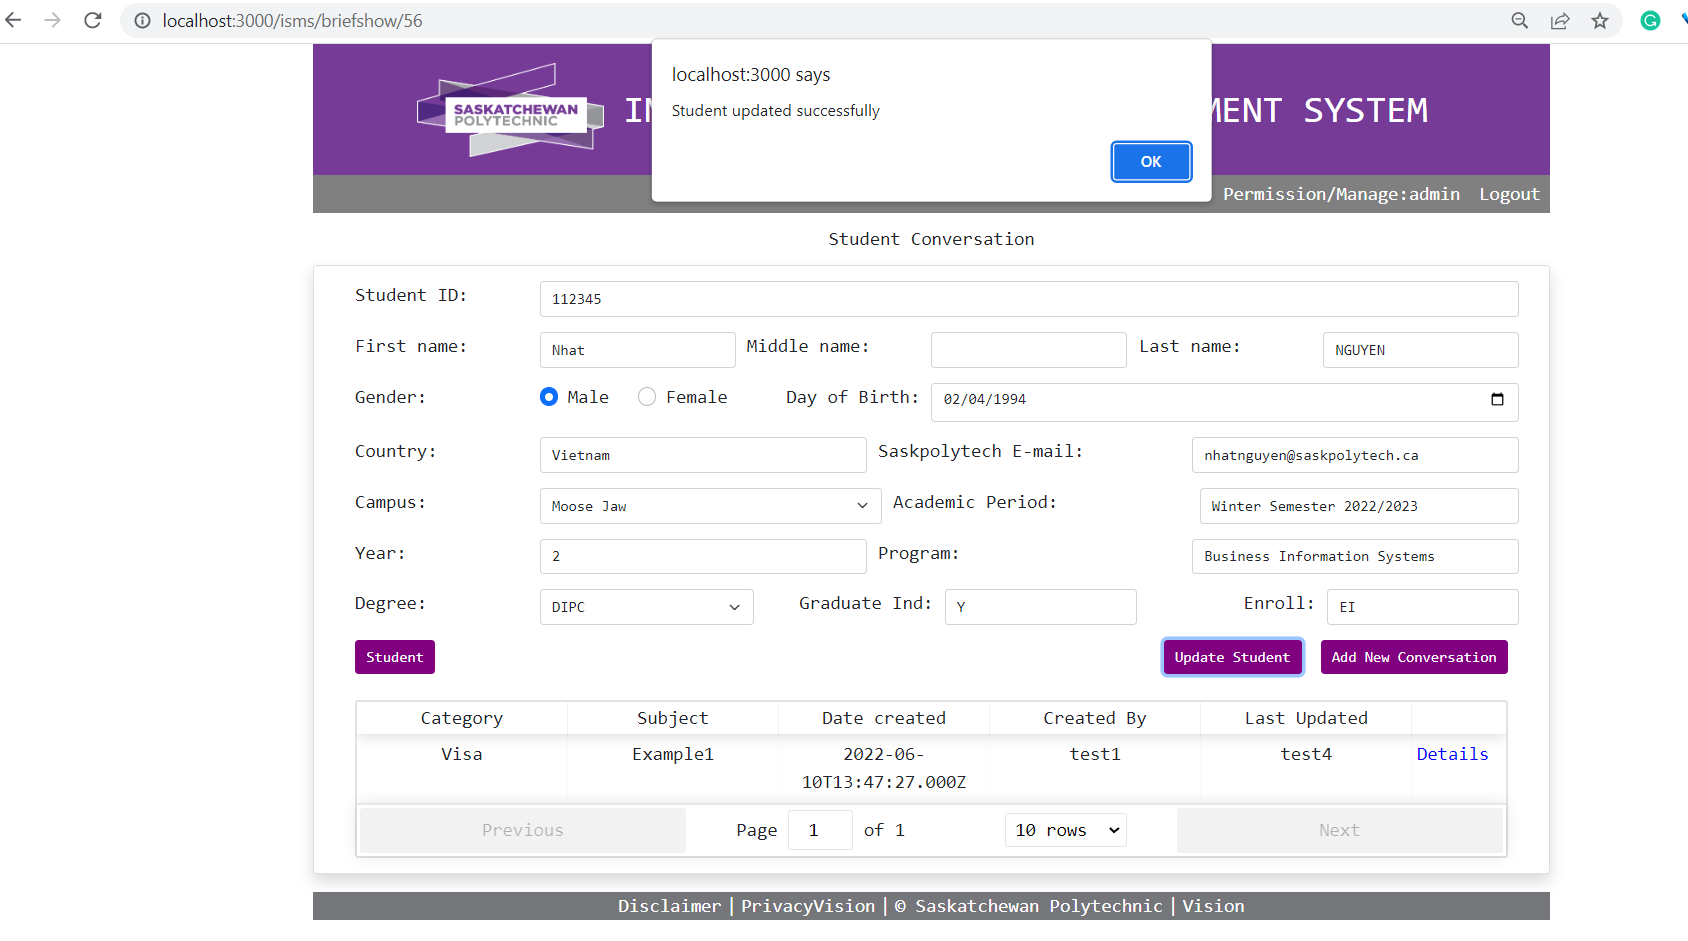 localhost:3000/isms/briefshow/56
localhost:3000 says
Student updated successfully
OK
SASKATCHEWAN
POLYTECHNIC
SYSTEM
Permission/Manage:admin Logout
Student Conversation
Student ID: 112345
First name: Nhat Middle name: Last name: NGUYEN
Gender: Male Female Day of Birth: 02/04/1994
Country: Vietnam Saskpolytech E-mail: nhatnguyen@saskpolytech.ca
Campus: Moose Jaw Academic Period: Winter Semester 2022/2023
Year: 2 Program: Business Information Systems
Degree: DIPC Graduate Ind: Y Enroll: EI
Student Update Student Add New Conversation
Category Subject Date created Created By Last Updated
Visa Example1 2022-06- test1 test4 Details
10T13:47:27.000Z
Previous Page 1 of 1 10 rows Next
Disclaimer | PrivacyVision | © Saskatchewan Polytechnic | Vision